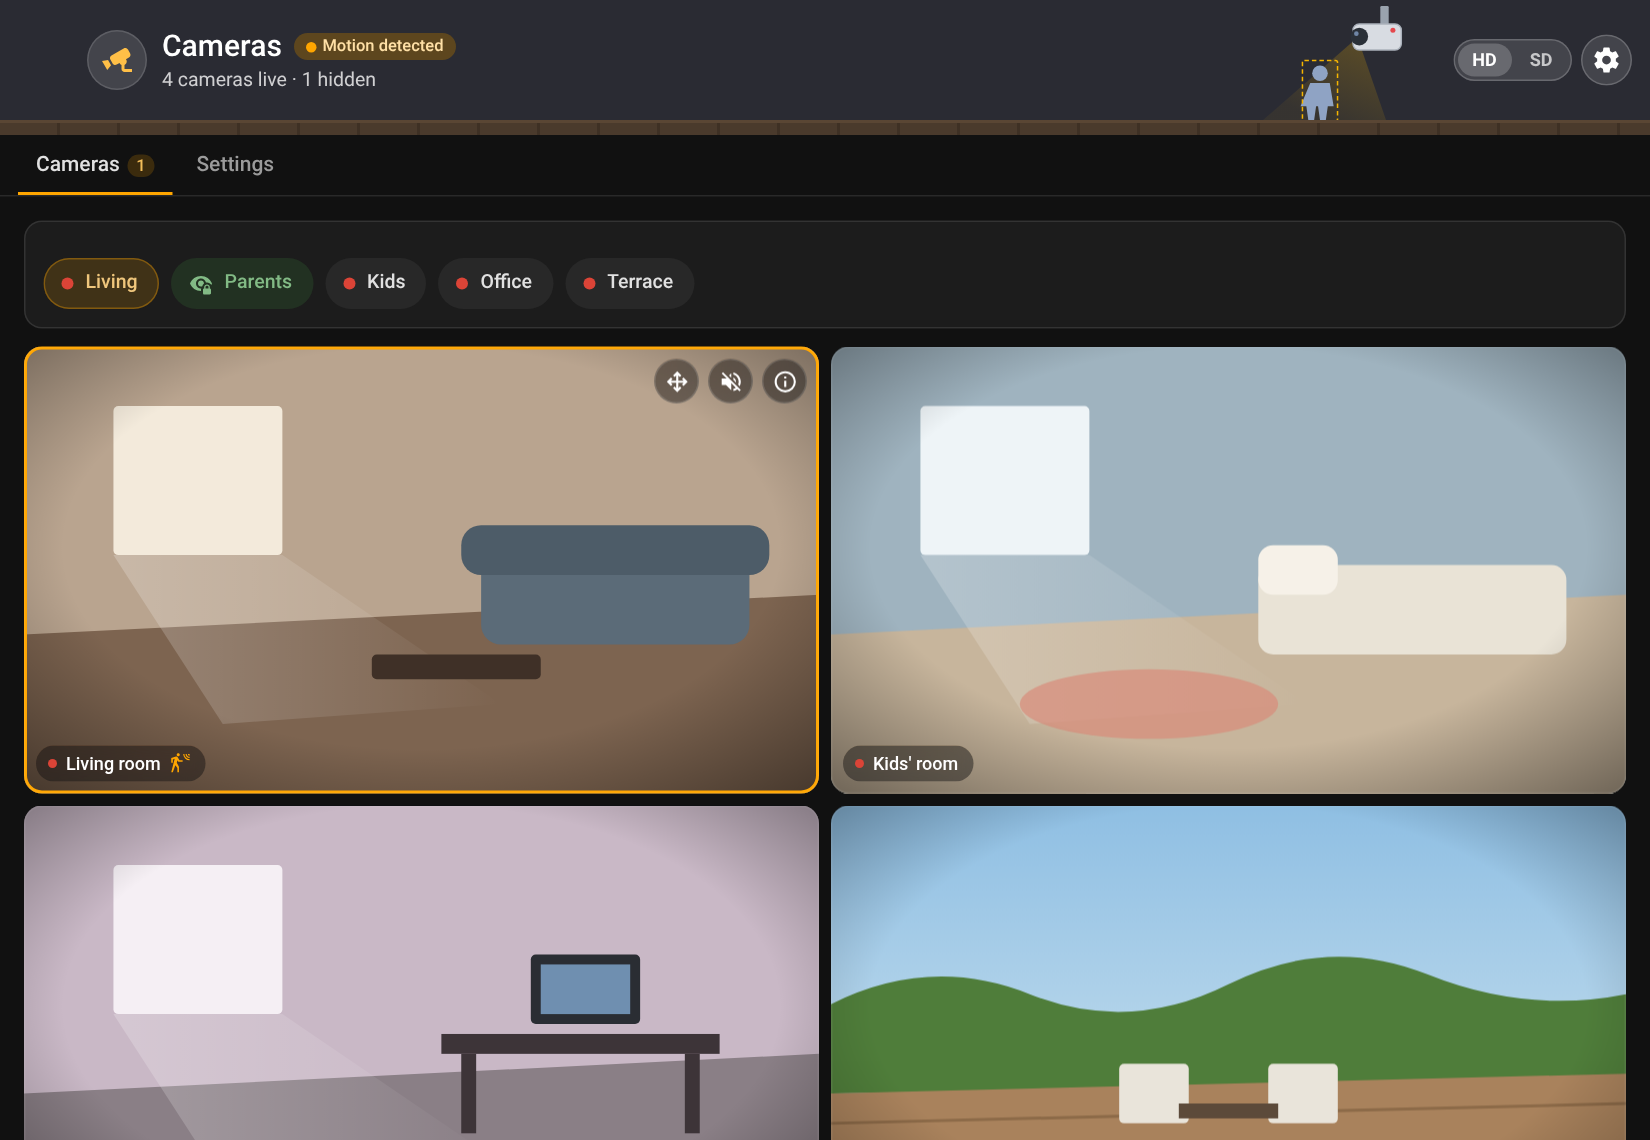 Cameras
Motion detected
4 cameras live · 1 hidden
HD
SD
Cameras 1
Settings
Living
Parents
Kids
Office
Terrace
Living room
Kids' room